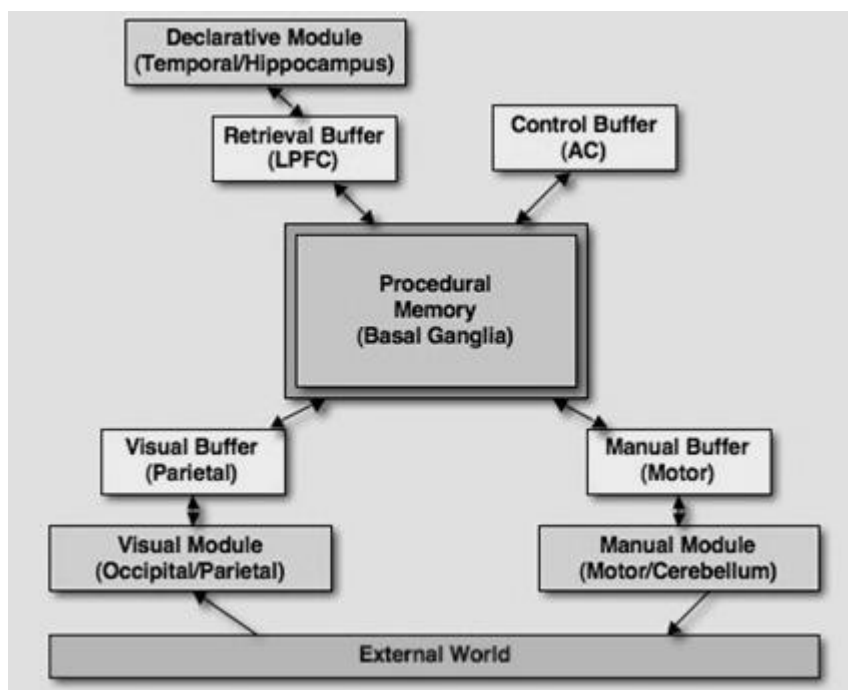 Declarative Module
(Temporal/Hippocampus)
Retrieval Buffer
(LPFC)
Control Buffer
(AC)
Procedural
Memory
(Basal Ganglia)
Visual Buffer
(Parietal)
Manual Buffer
(Motor)
Visual Module
(Occipital/Parietal)
Manual Module
(Motor/Cerebellum)
External World